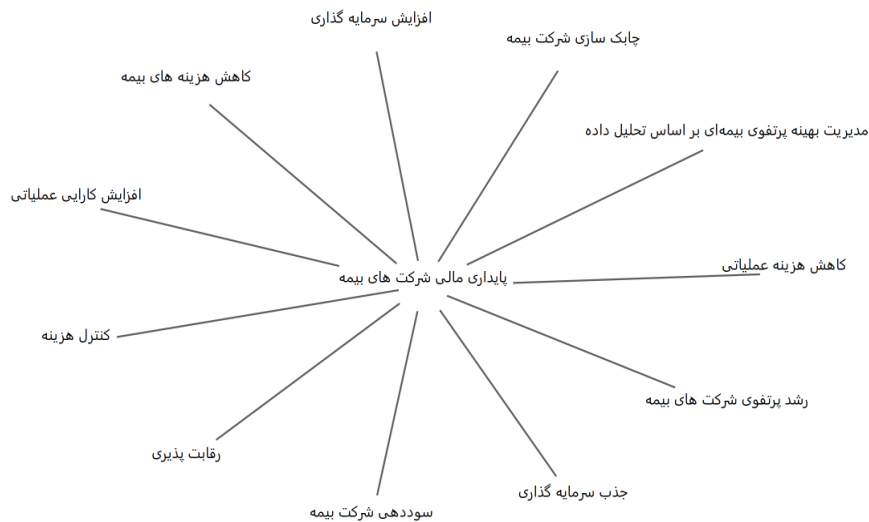 افزایش سرمایه گذاری
چابک سازی شرکت بیمه
کاهش هزینه های بیمه
مدیریت بهینه پرتفوی بیمه‌ای بر اساس تحلیل داده
افزایش کارایی عملیاتی
کاهش هزینه عملیاتی
پایداری مالی شرکت های بیمه
کنترل هزینه
رشد پرتفوی شرکت های بیمه
رقابت پذیری
جذب سرمایه گذاری
سوددهی شرکت بیمه